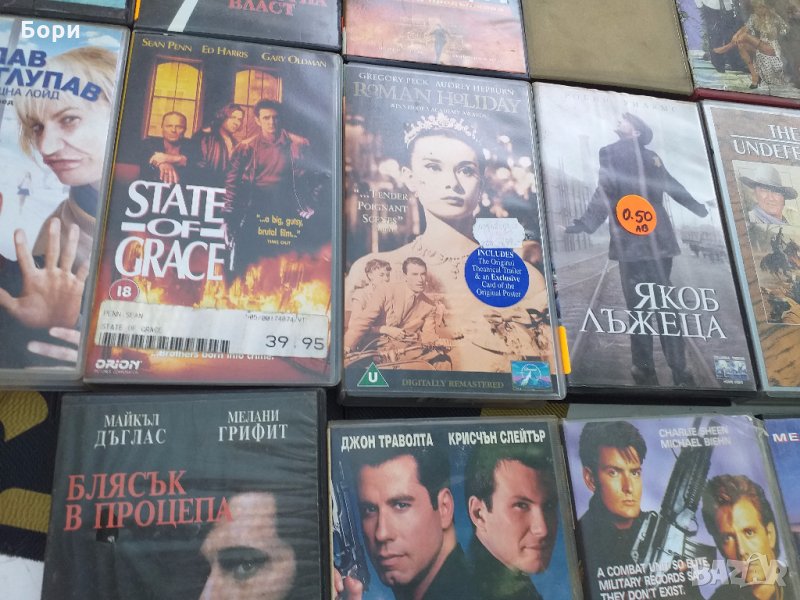 Бори
НА
ВЛАСТ
ГЛУПАВ
ЛОЙД
SEAN PENN ED HARRIS GARY OLDMAN
STATE
OF
GRACE
"...a big, gutsy,
brutal film..."
TIME OUT
18
PENN SEAN
STATE OF GRACE
39.95
Brothers born into crime.
ORION
GREGORY PECK AUDREY HEPBURN
ROMAN HOLIDAY
"...TENDER
POIGNANT
SCENES"
INCLUDES
The Original
Theatrical Trailer
& an Exclusive
Card of the
Original Poster
U
DIGITALLY REMASTERED
0.50
ЛВ
ЯКОБ
ЛЪЖЕЦА
THE
UNDEFE
МАЙКЪЛ
ДЪГЛАС
МЕЛАНИ
ГРИФИТ
БЛЯСЪК
В ПРОЦЕПА
ДЖОН ТРАВОЛТА КРИСЧЪН СЛЕЙТЪР
CHARLIE SHEEN
MICHAEL BIEHN
A COMBAT UNIT SO ELITE,
MILITARY RECORDS SAY
THEY DON'T EXIST.
BAZAR